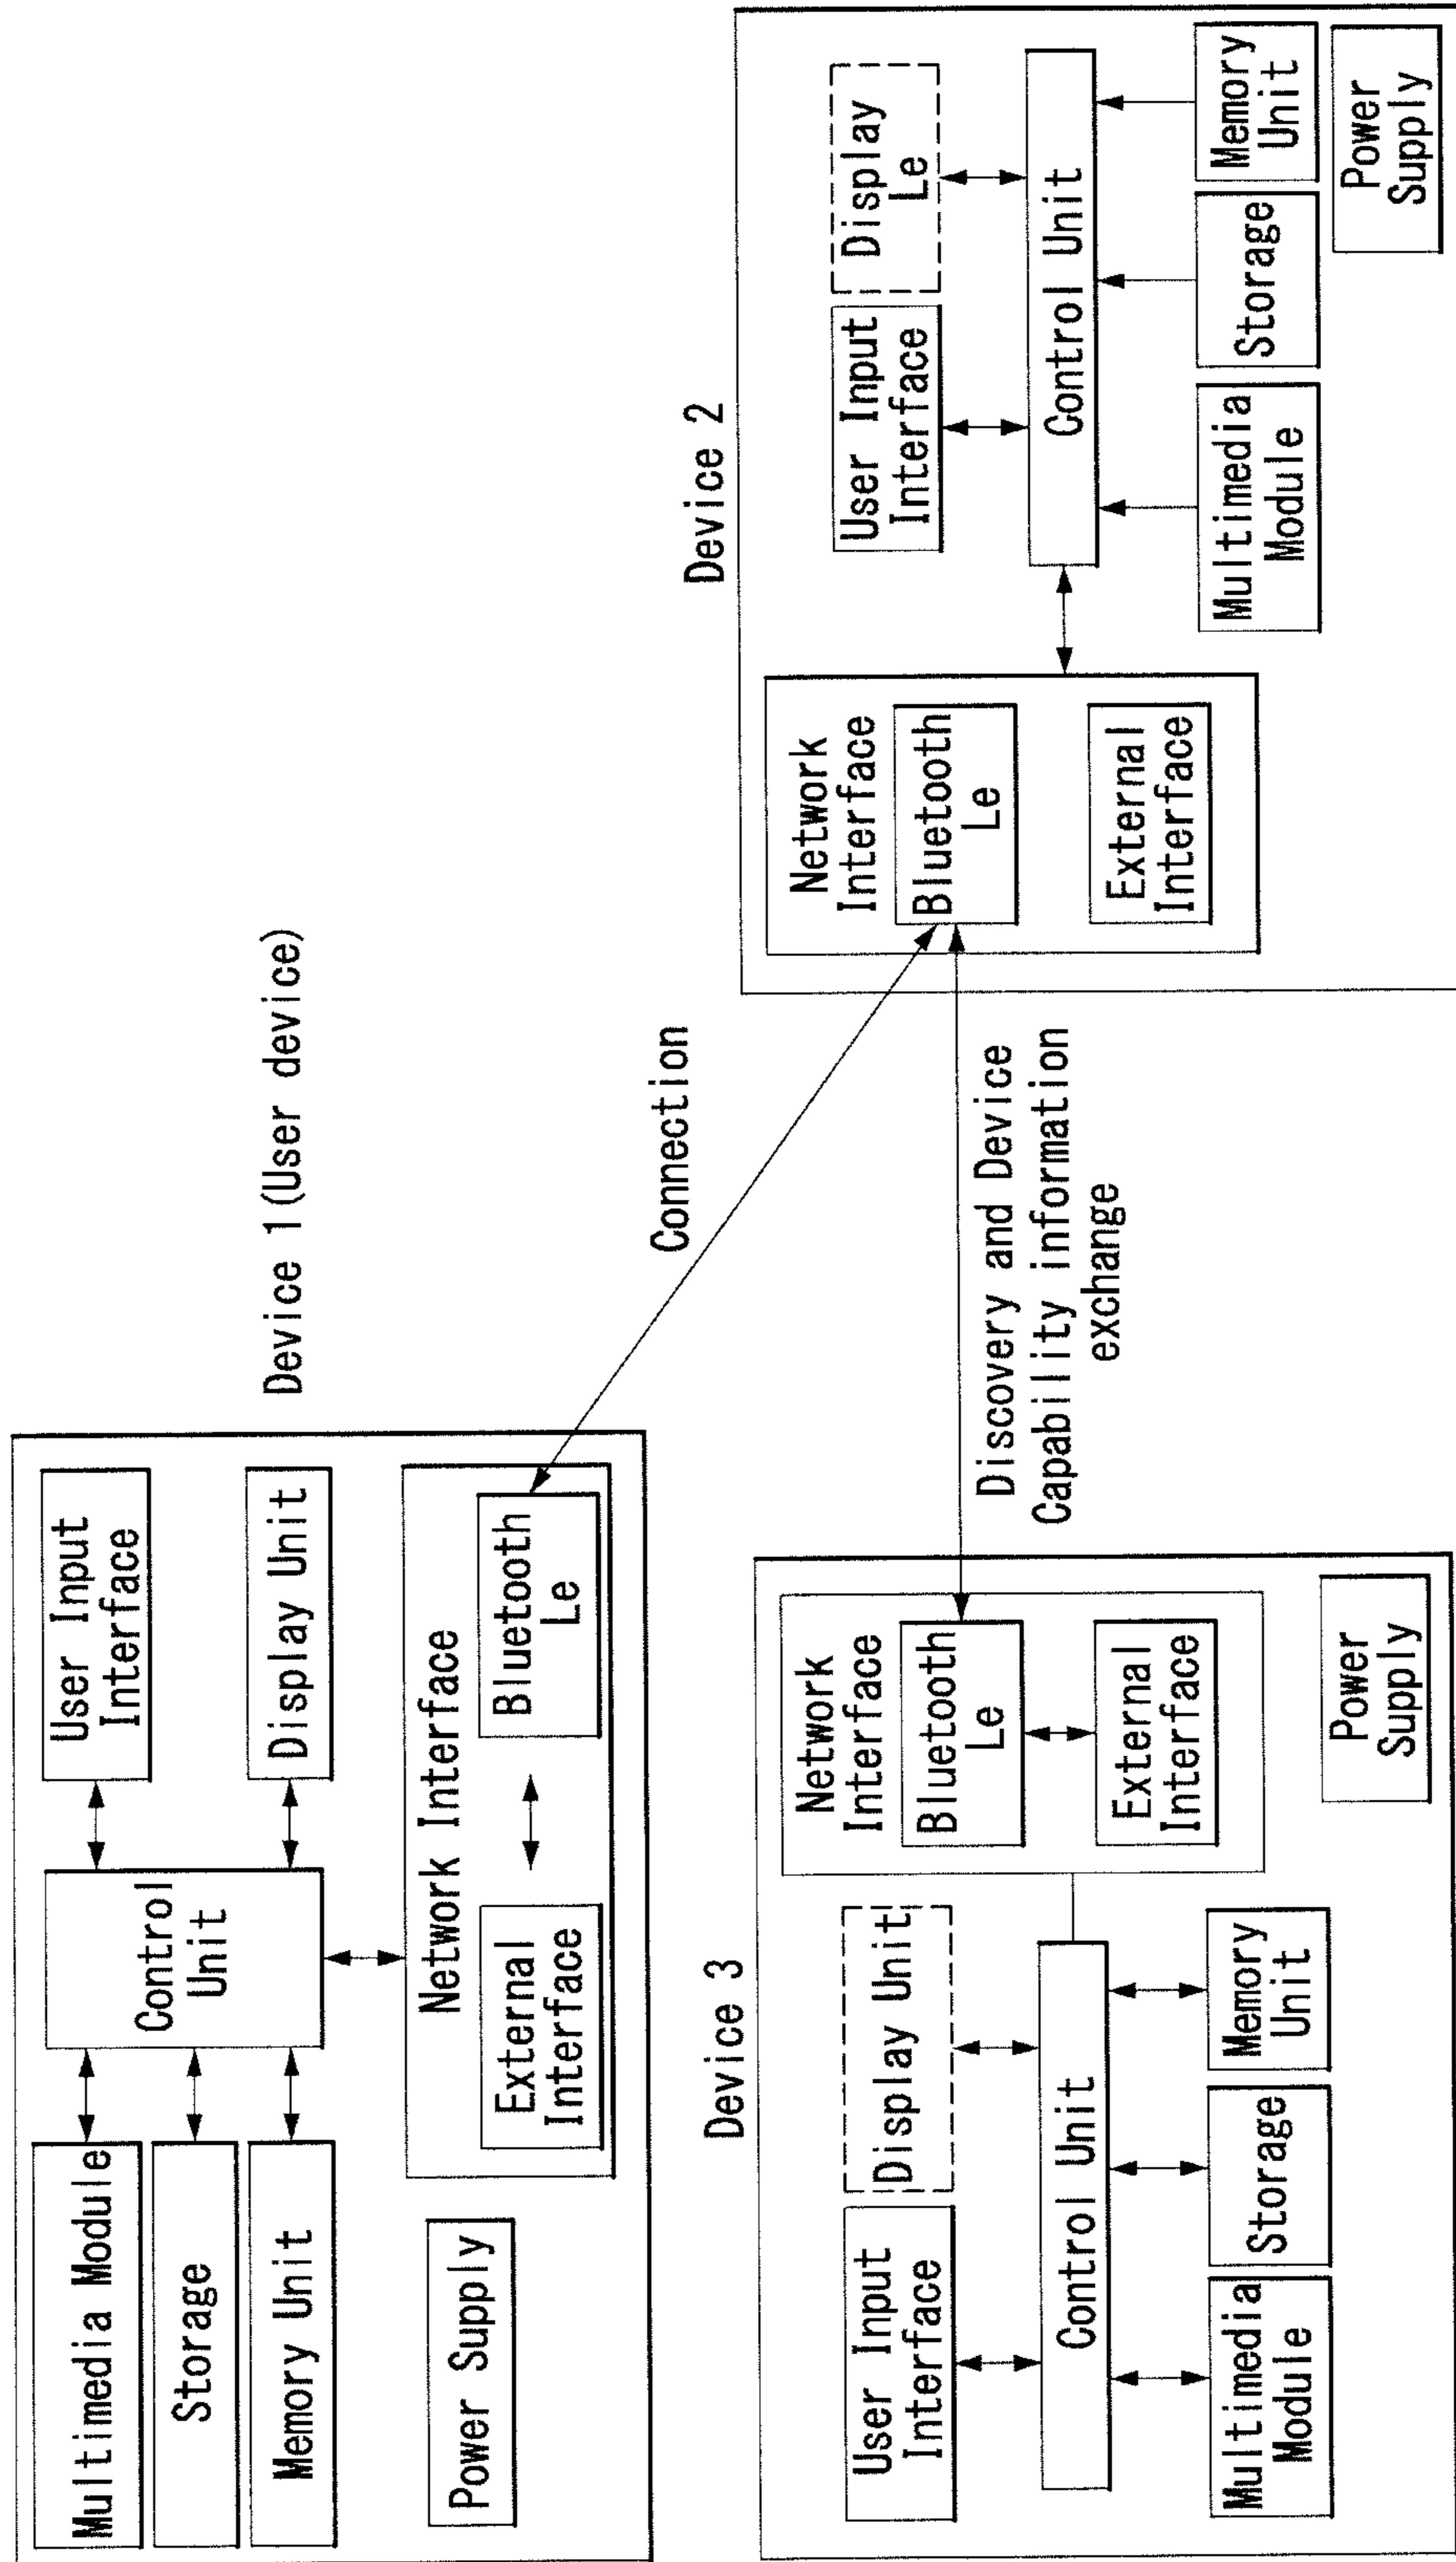 Device 1(User device)
Multimedia Module
Storage
Memory Unit
Power Supply
Control
Unit
User Input
Interface
Display Unit
Network Interface
External
Interface
Bluetooth
Le
Connection
Device 3
User Input
Interface
Display Unit
Control Unit
Multimedia
Module
Storage
Memory
Unit
Network
Interface
Bluetooth
Le
External
Interface
Power
Supply
Discovery and Device
Capability information
exchange
Device 2
Network
Interface
Bluetooth
Le
External
Interface
User Input
Interface
Display
Le
Control Unit
Multimedia
Module
Storage
Memory
Unit
Power
Supply